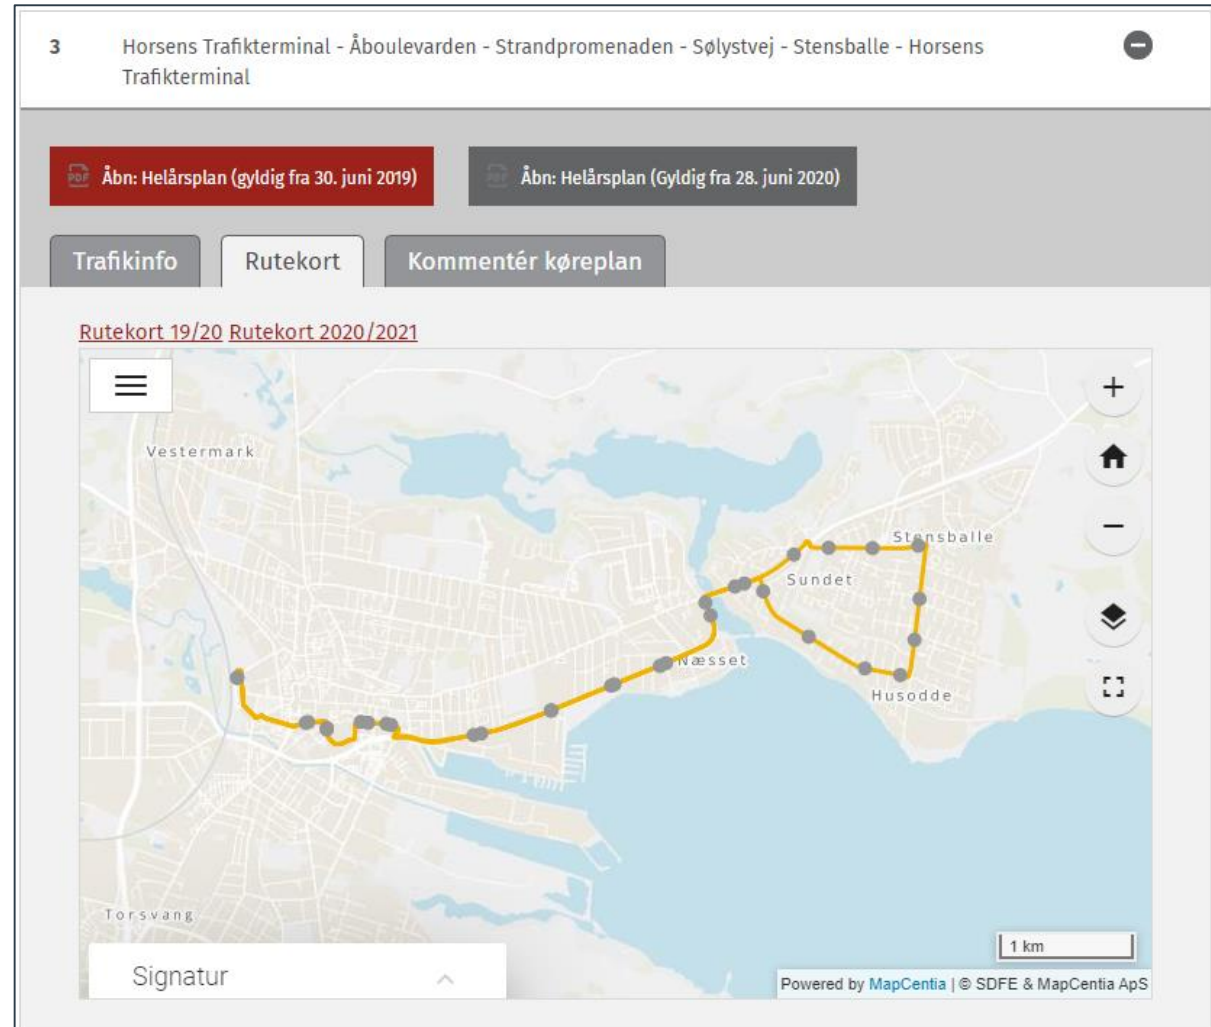 3 Horsens Trafikterminal - Åboulevarden - Strandpromenaden - Sølystvej - Stensballe - Horsens
Trafikterminal
PDF Åbn: Helårsplan (gyldig fra 30. juni 2019)
PDF Åbn: Helårsplan (Gyldig fra 28. juni 2020)
Trafikinfo
Rutekort
Kommentér køreplan
Rutekort 19/20 Rutekort 2020/2021
Vestermark
Stensballe
Sundet
Næsset
Husodde
Torsvang
1 km
Signatur
Powered by MapCentia | © SDFE & MapCentia ApS